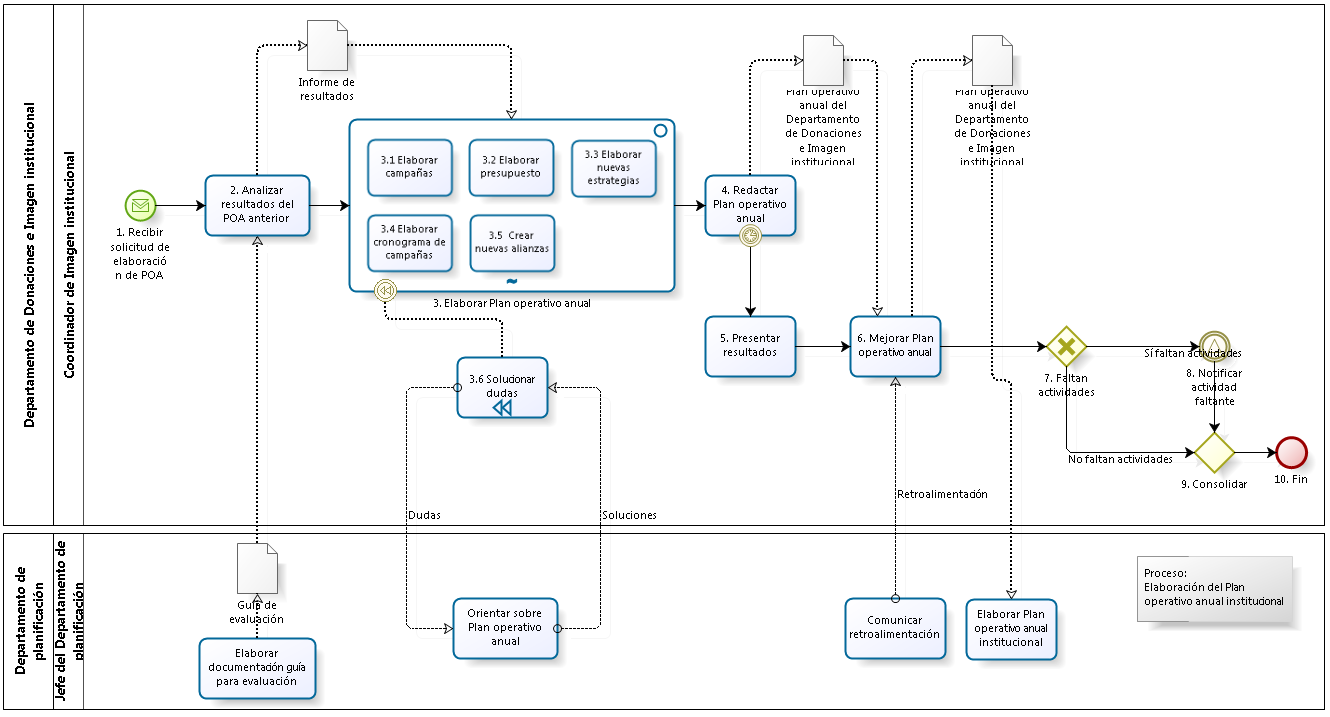 Departamento de Donaciones e Imagen institucional
Coordinador de Imagen institucional
Informe de
resultados
Plan operativo
anual del
Departamento
de Donaciones
e Imagen
institucional
Plan operativo
anual del
Departamento
de Donaciones
e Imagen
institucional
1. Recibir
solicitud de
elaboració
n de POA
2. Analizar
resultados del
POA anterior
3.1 Elaborar
campañas
3.2 Elaborar
presupuesto
3.3 Elaborar
nuevas
estrategias
3.4 Elaborar
cronograma de
campañas
3.5 Crear
nuevas alianzas
3. Elaborar Plan operativo anual
4. Redactar
Plan operativo
anual
5. Presentar
resultados
6. Mejorar Plan
operativo anual
7. Faltan
actividades
Sí faltan actividades
8. Notificar
actividad
faltante
No faltan actividades
9. Consolidar
10. Fin
3.6 Solucionar
dudas
Dudas
Soluciones
Retroalimentación
Departamento de
planificación
Jefe del Departamento de
planificación
Guía de
evaluación
Elaborar
documentación guía
para evaluación
Orientar sobre
Plan operativo
anual
Comunicar
retroalimentación
Elaborar Plan
operativo anual
institucional
Proceso:
Elaboración del Plan
operativo anual institucional